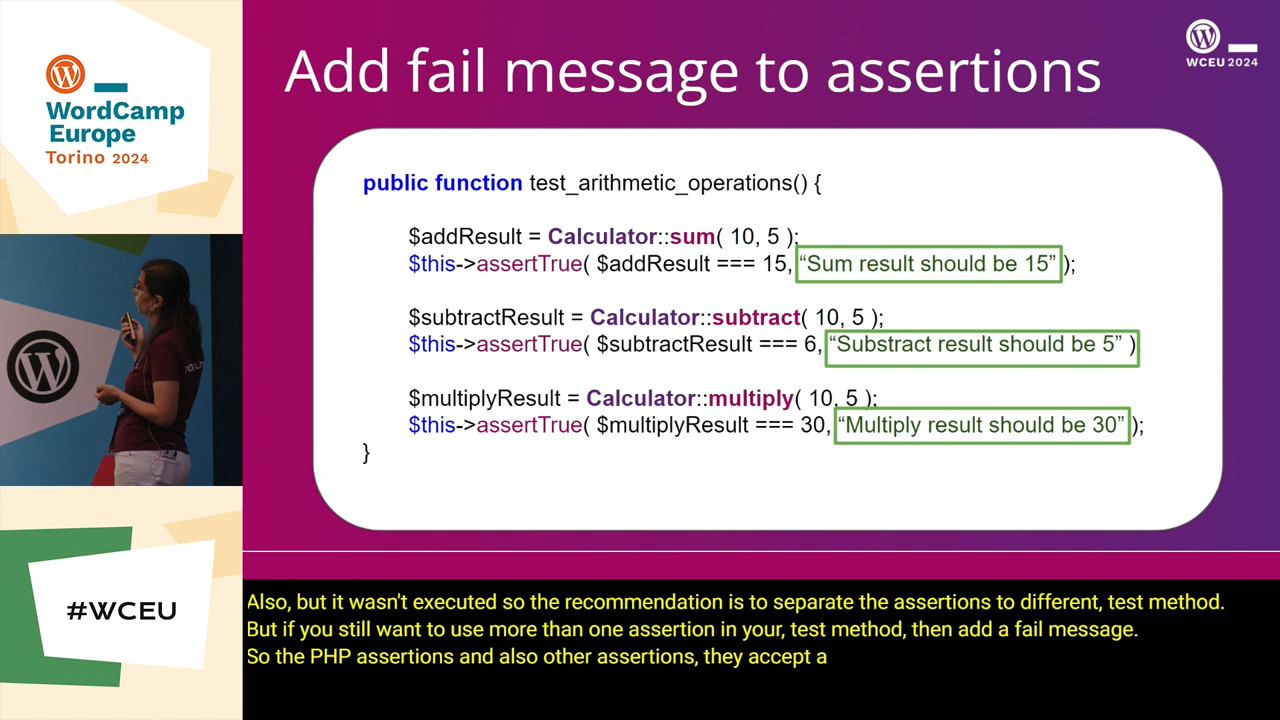 WordCamp
Europe
Torino 2024
#WCEU
Add fail message to assertions
WCEU 2024
public function test_arithmetic_operations() {
$addResult = Calculator::sum( 10, 5 );
$this->assertTrue( $addResult === 15, “Sum result should be 15” );
$subtractResult = Calculator::subtract( 10, 5 );
$this->assertTrue( $subtractResult === 6, “Substract result should be 5” )
$multiplyResult = Calculator::multiply( 10, 5 );
$this->assertTrue( $multiplyResult === 30, “Multiply result should be 30” );
}
Also, but it wasn't executed so the recommendation is to separate the assertions to different, test method.
But if you still want to use more than one assertion in your, test method, then add a fail message.
So the PHP assertions and also other assertions, they accept a